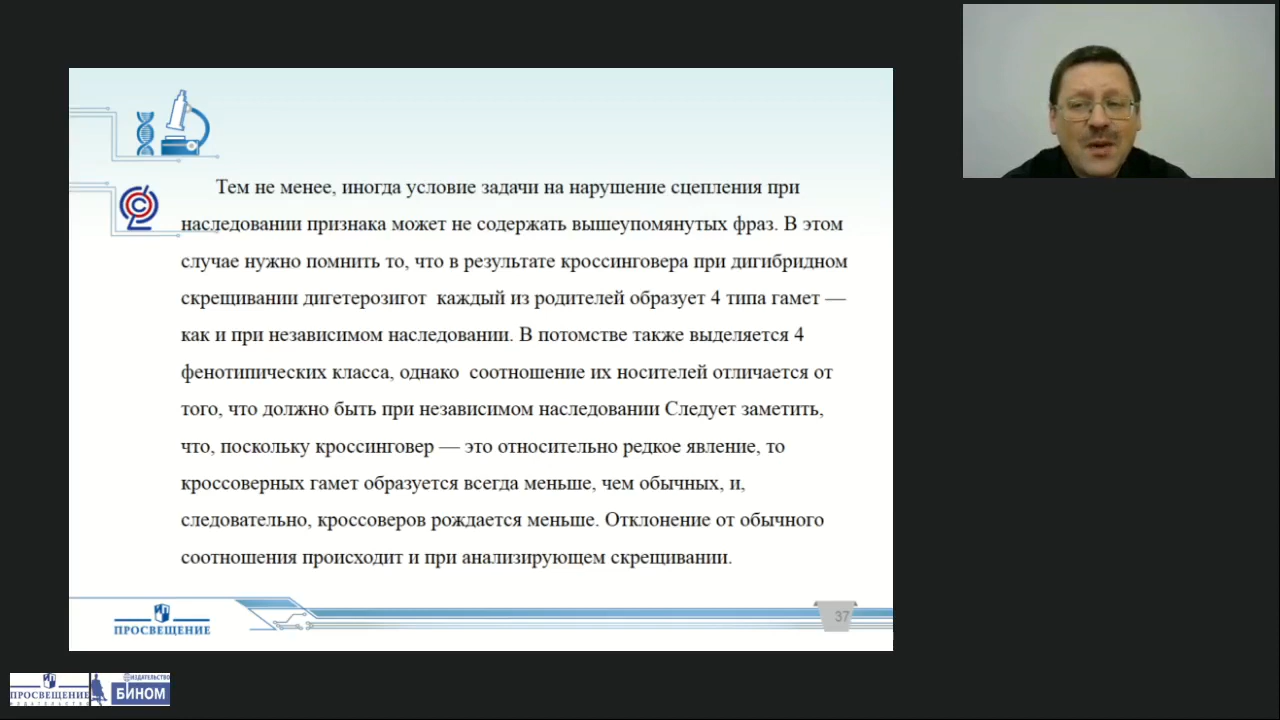 Тем не менее, иногда условие задачи на нарушение сцепления при
наследовании признака может не содержать вышеупомянутых фраз. В этом
случае нужно помнить то, что в результате кроссинговера при дигибридном
скрещивании дигетерозигот  каждый из родителей образует 4 типа гамет —
как и при независимом наследовании. В потомстве также выделяется 4
фенотипических класса, однако  соотношение их носителей отличается от
того, что должно быть при независимом наследовании Следует заметить,
что, поскольку кроссинговер — это относительно редкое явление, то
кроссоверных гамет образуется всегда меньше, чем обычных, и,
следовательно, кроссоверов рождается меньше. Отклонение от обычного
соотношения происходит и при анализирующем скрещивании.
ПРОСВЕЩЕНИЕ
37
ПРОСВЕЩЕНИЕ
ИЗДАТЕЛЬСТВО
ИЗДАТЕЛЬСТВО
БИНОМ